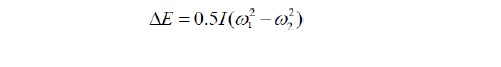 ΔE = 0.5I(ω₁² − ω₂²)